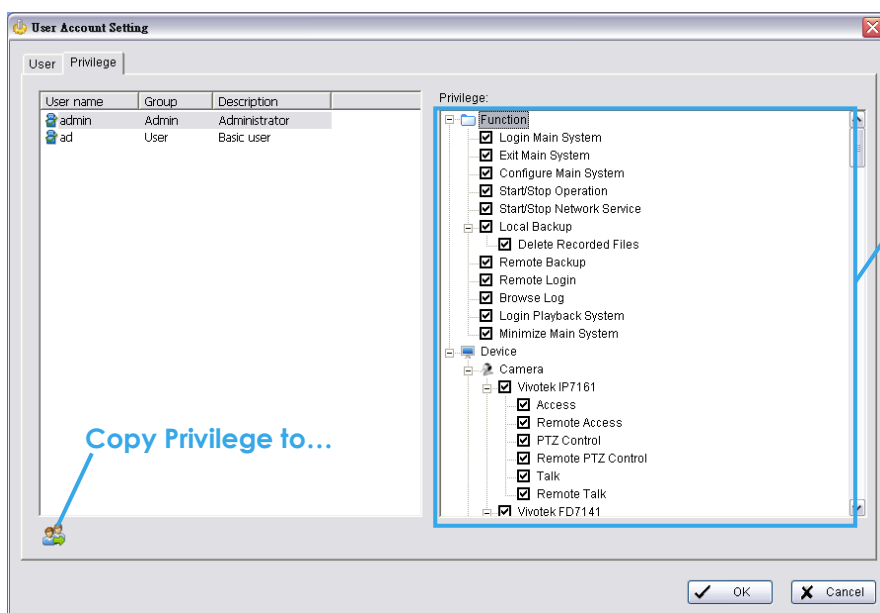 User Account Setting
User Privilege
User name Group Description
admin Admin Administrator
ad User Basic user
Copy Privilege to…
Privilege:
Function
Login Main System
Exit Main System
Configure Main System
Start/Stop Operation
Start/Stop Network Service
Local Backup
Delete Recorded Files
Remote Backup
Remote Login
Browse Log
Login Playback System
Minimize Main System
Device
Camera
Vivotek IP7161
Access
Remote Access
PTZ Control
Remote PTZ Control
Talk
Remote Talk
Vivotek FD7141
OK Cancel